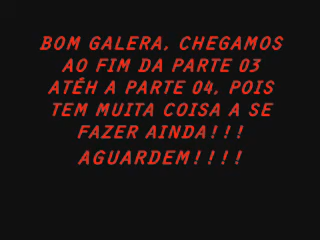 BOM GALERA, CHEGAMOS
AO FIM DA PARTE 03
ATÉH A PARTE 04, POIS
TEM MUITA COISA A SE
FAZER AINDA!!!
AGUARDEM!!!!